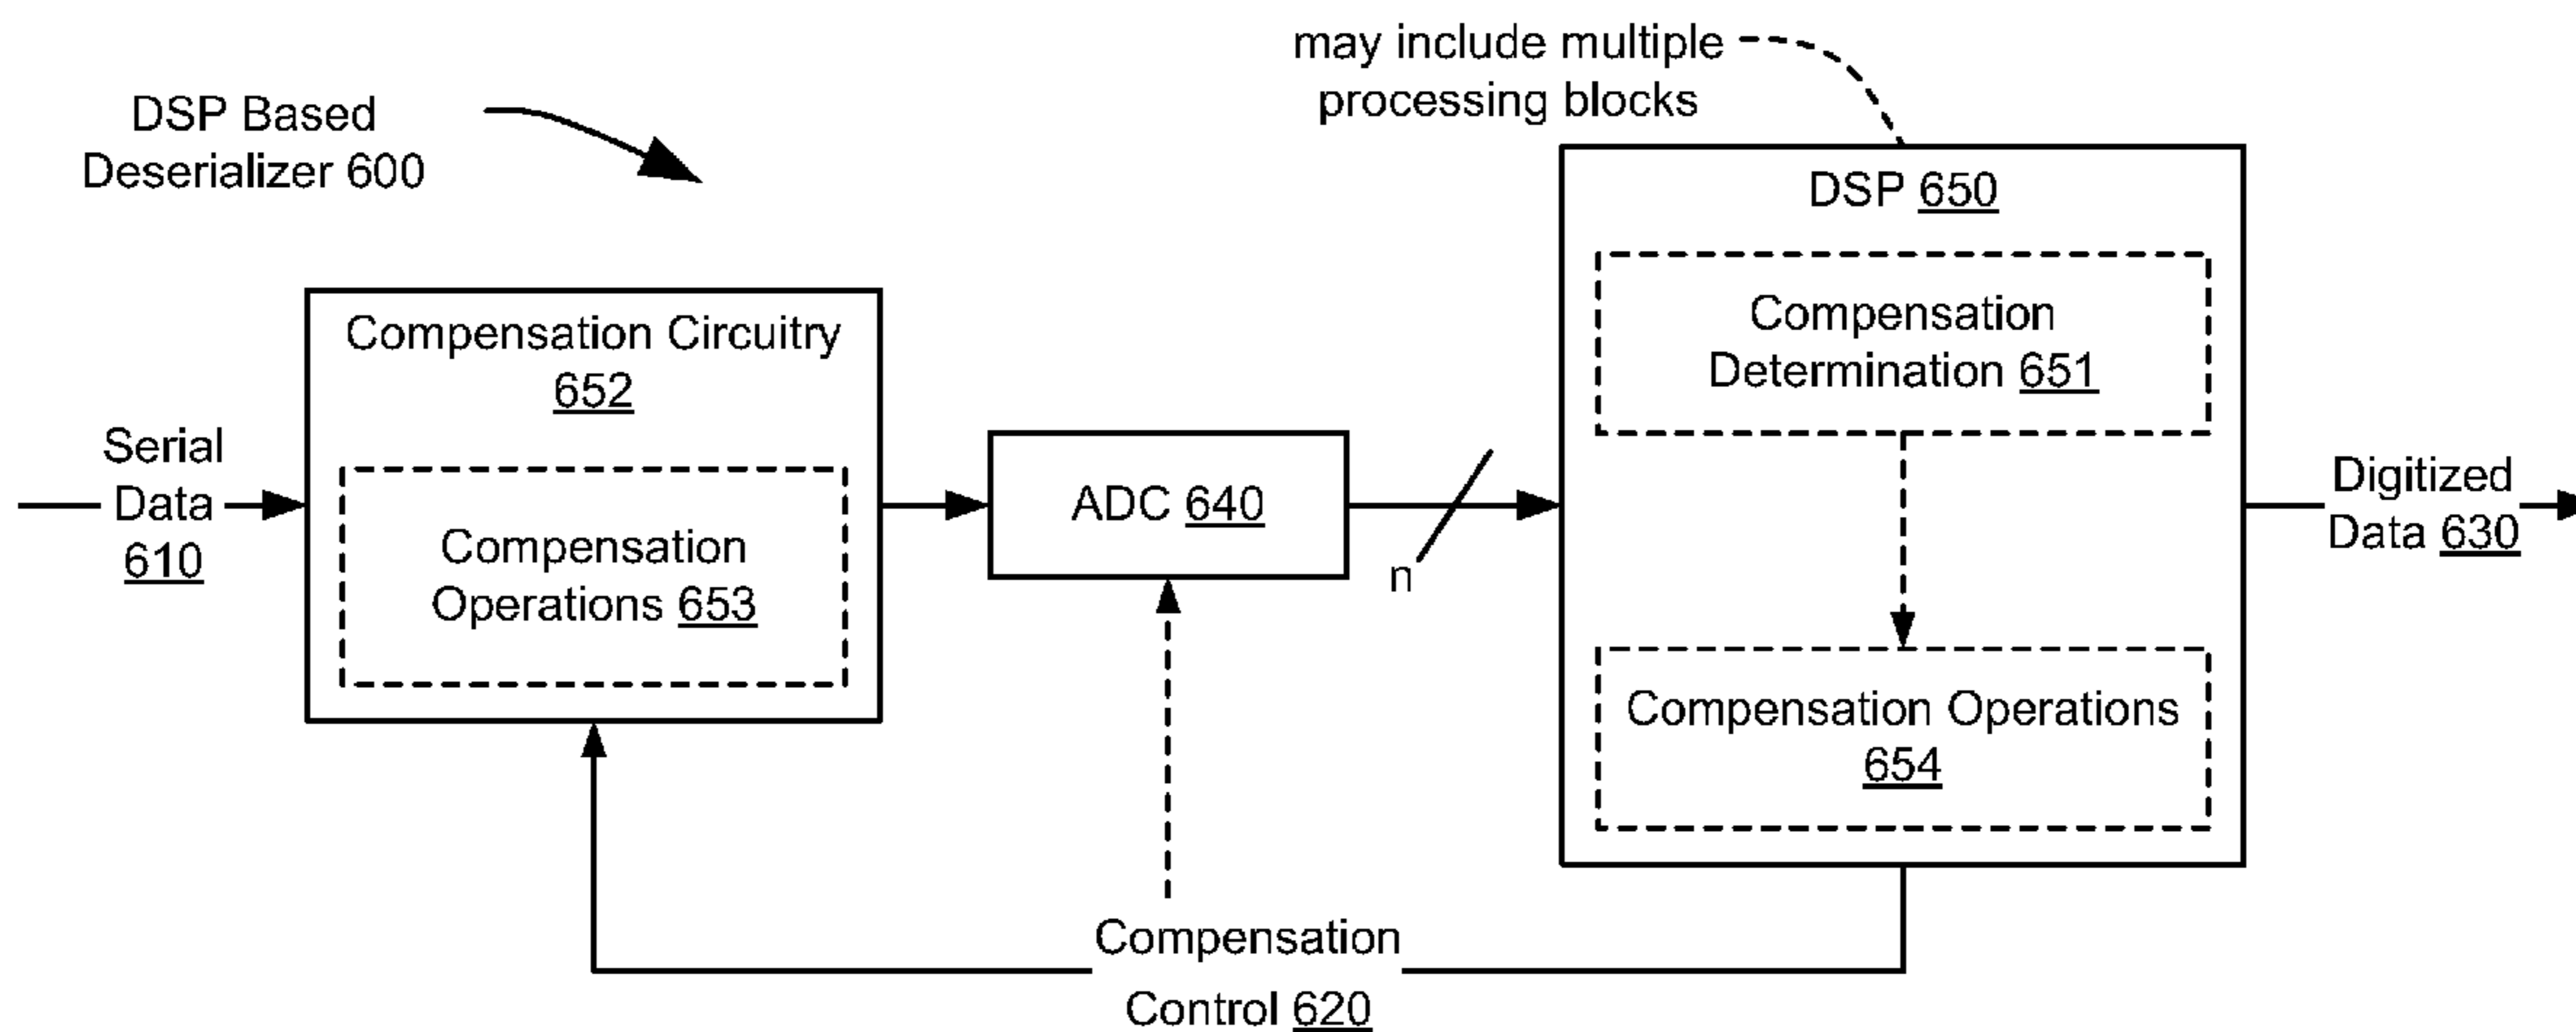 may include multiple
processing blocks
DSP Based
Deserializer 600
DSP 650
Compensation
Determination 651
Compensation Circuitry
652
Serial
Data
610
Compensation
Operations 653
ADC 640
n
Digitized
Data 630
Compensation Operations
654
Compensation
Control 620